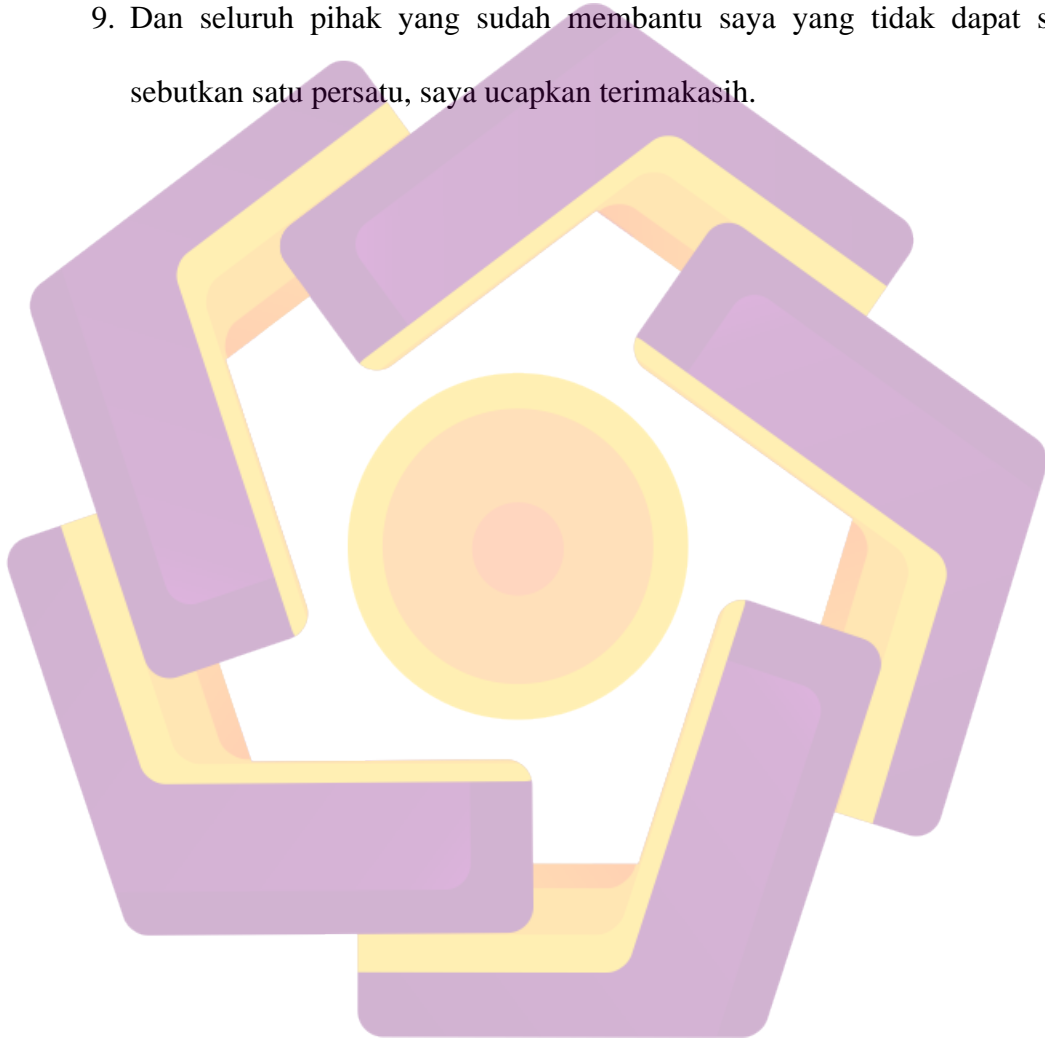 9. Dan seluruh pihak yang sudah membantu saya yang tidak dapat s
sebutkan satu persatu, saya ucapkan terimakasih.